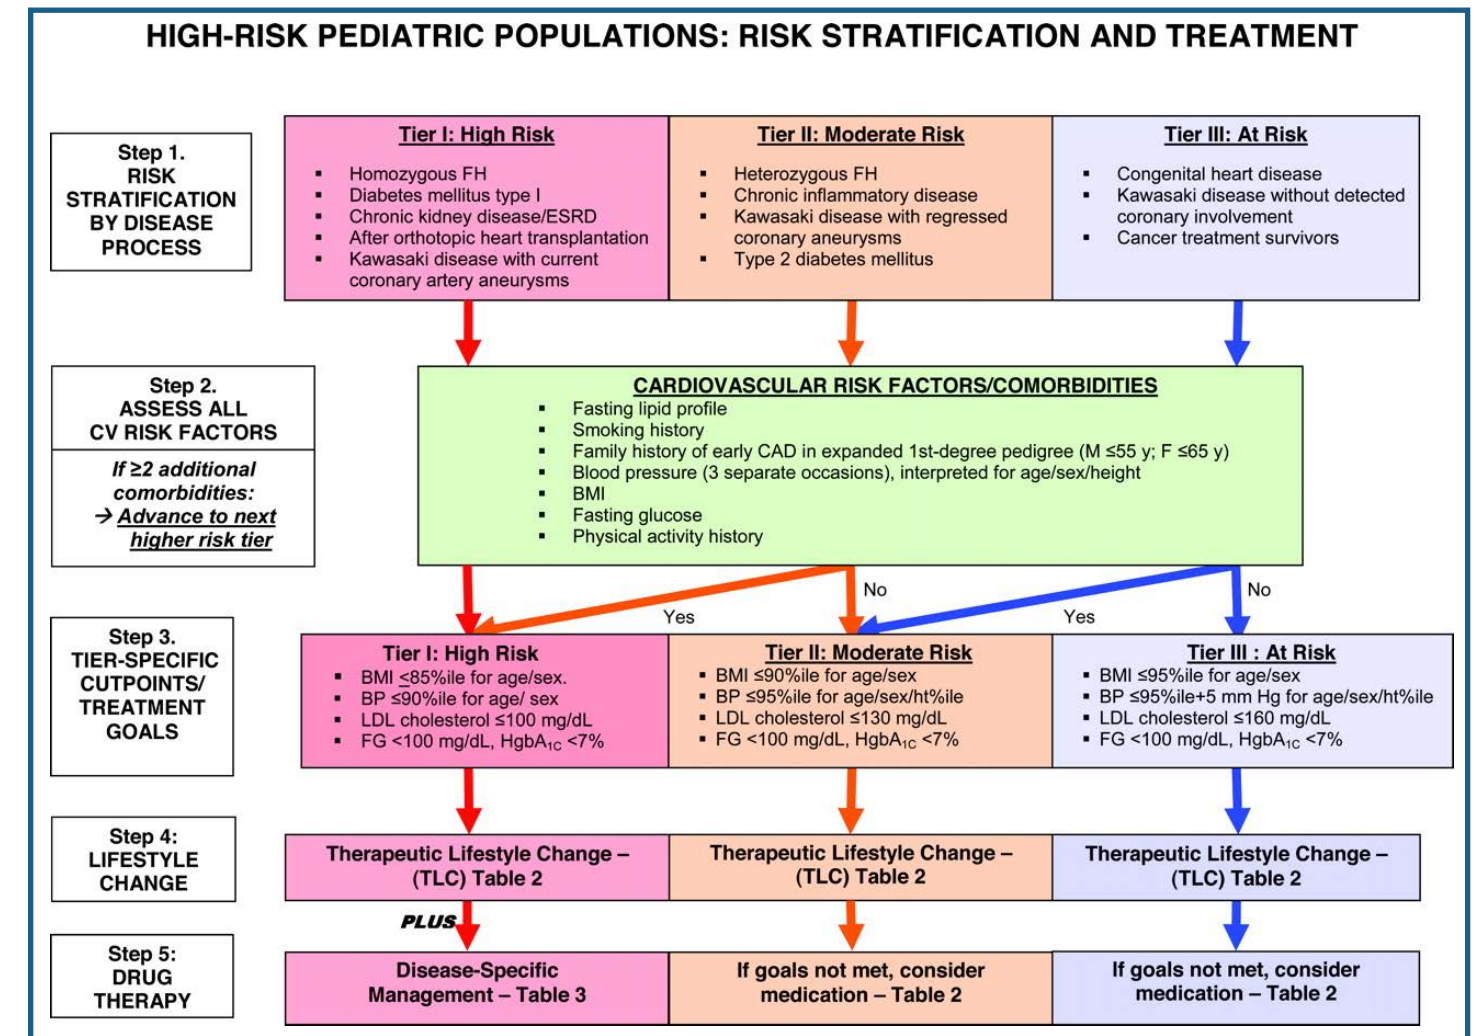 HIGH-RISK PEDIATRIC POPULATIONS: RISK STRATIFICATION AND TREATMENT
Step 1.
RISK
STRATIFICATION
BY DISEASE
PROCESS
Tier I: High Risk
▪ Homozygous FH
▪ Diabetes mellitus type I
▪ Chronic kidney disease/ESRD
▪ After orthotopic heart transplantation
▪ Kawasaki disease with current
coronary artery aneurysms
Tier II: Moderate Risk
▪ Heterozygous FH
▪ Chronic inflammatory disease
▪ Kawasaki disease with regressed
coronary aneurysms
▪ Type 2 diabetes mellitus
Tier III: At Risk
▪ Congenital heart disease
▪ Kawasaki disease without detected
coronary involvement
▪ Cancer treatment survivors
Step 2.
ASSESS ALL
CV RISK FACTORS
If ≥2 additional
comorbidities:
→ Advance to next
higher risk tier
CARDIOVASCULAR RISK FACTORS/COMORBIDITIES
▪ Fasting lipid profile
▪ Smoking history
▪ Family history of early CAD in expanded 1st-degree pedigree (M ≤55 y; F ≤65 y)
▪ Blood pressure (3 separate occasions), interpreted for age/sex/height
▪ BMI
▪ Fasting glucose
▪ Physical activity history
Yes
No
Yes
No
Step 3.
TIER-SPECIFIC
CUTPOINTS/
TREATMENT
GOALS
Tier I: High Risk
▪ BMI ≤85%ile for age/sex.
▪ BP ≤90%ile for age/ sex
▪ LDL cholesterol ≤100 mg/dL
▪ FG <100 mg/dL, HgbA1C <7%
Tier II: Moderate Risk
▪ BMI ≤90%ile for age/sex
▪ BP ≤95%ile for age/sex/ht%ile
▪ LDL cholesterol ≤130 mg/dL
▪ FG <100 mg/dL, HgbA1C <7%
Tier III : At Risk
▪ BMI ≤95%ile for age/sex
▪ BP ≤95%ile+5 mm Hg for age/sex/ht%ile
▪ LDL cholesterol ≤160 mg/dL
▪ FG <100 mg/dL, HgbA1C <7%
Step 4:
LIFESTYLE
CHANGE
Therapeutic Lifestyle Change –
(TLC) Table 2
Therapeutic Lifestyle Change –
(TLC) Table 2
Therapeutic Lifestyle Change –
(TLC) Table 2
PLUS
Step 5:
DRUG
THERAPY
Disease-Specific
Management – Table 3
If goals not met, consider
medication – Table 2
If goals not met, consider
medication – Table 2